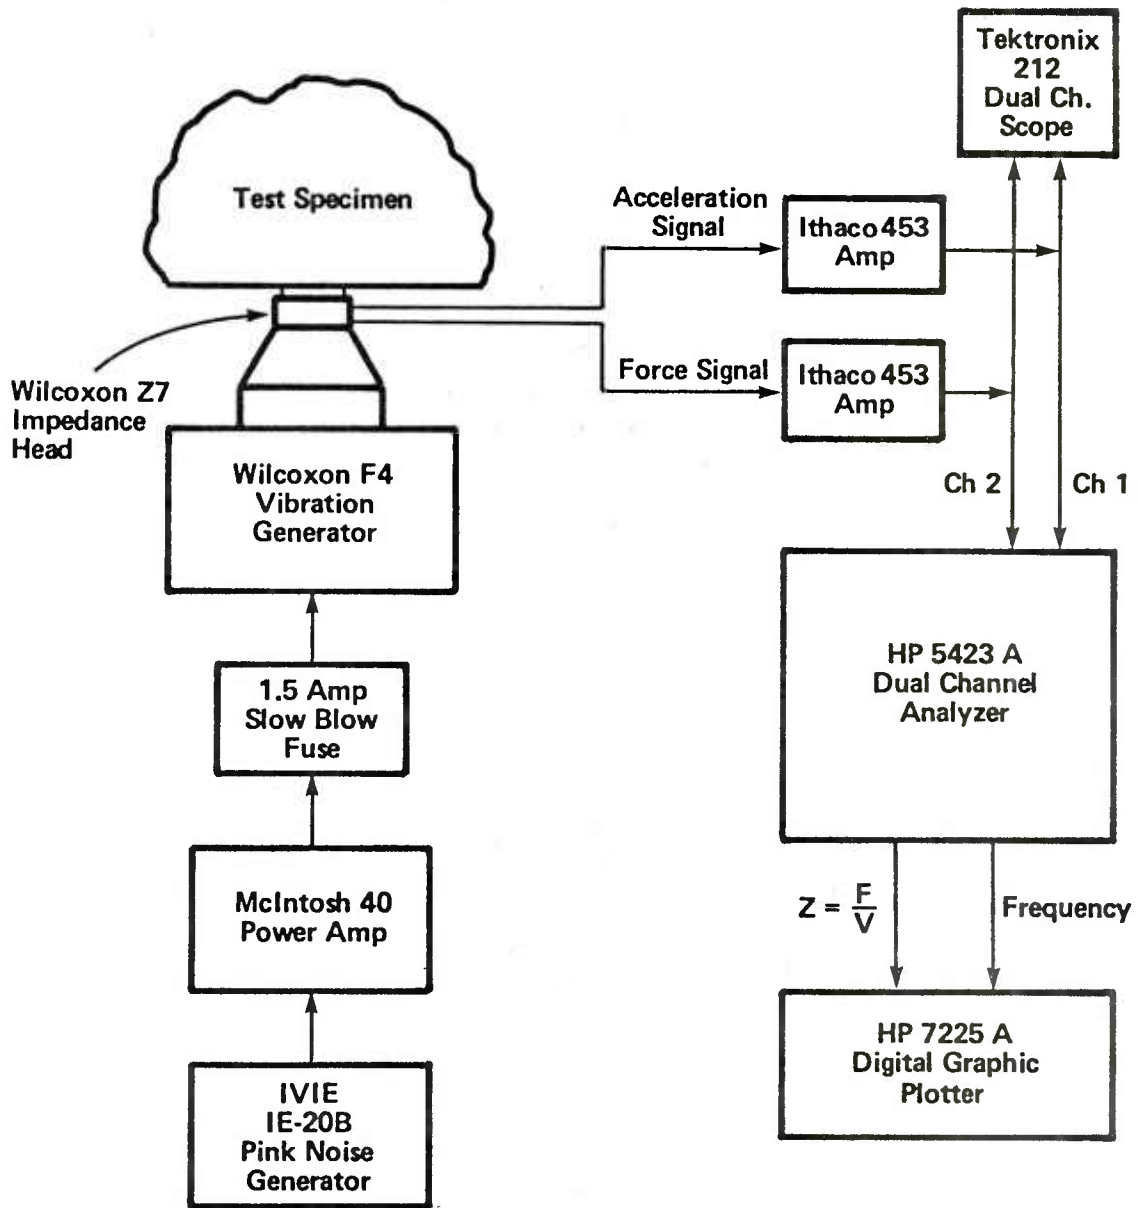 Tektronix
212
Dual Ch.
Scope
Test Specimen
Acceleration
Signal
Ithaco 453
Amp
Force Signal
Ithaco 453
Amp
Wilcoxon Z7
Impedance
Head
Wilcoxon F4
Vibration
Generator
Ch 2
Ch 1
HP 5423 A
Dual Channel
Analyzer
1.5 Amp
Slow Blow
Fuse
McIntosh 40
Power Amp
Z = F/V
Frequency
HP 7225 A
Digital Graphic
Plotter
IVIE
IE-20B
Pink Noise
Generator